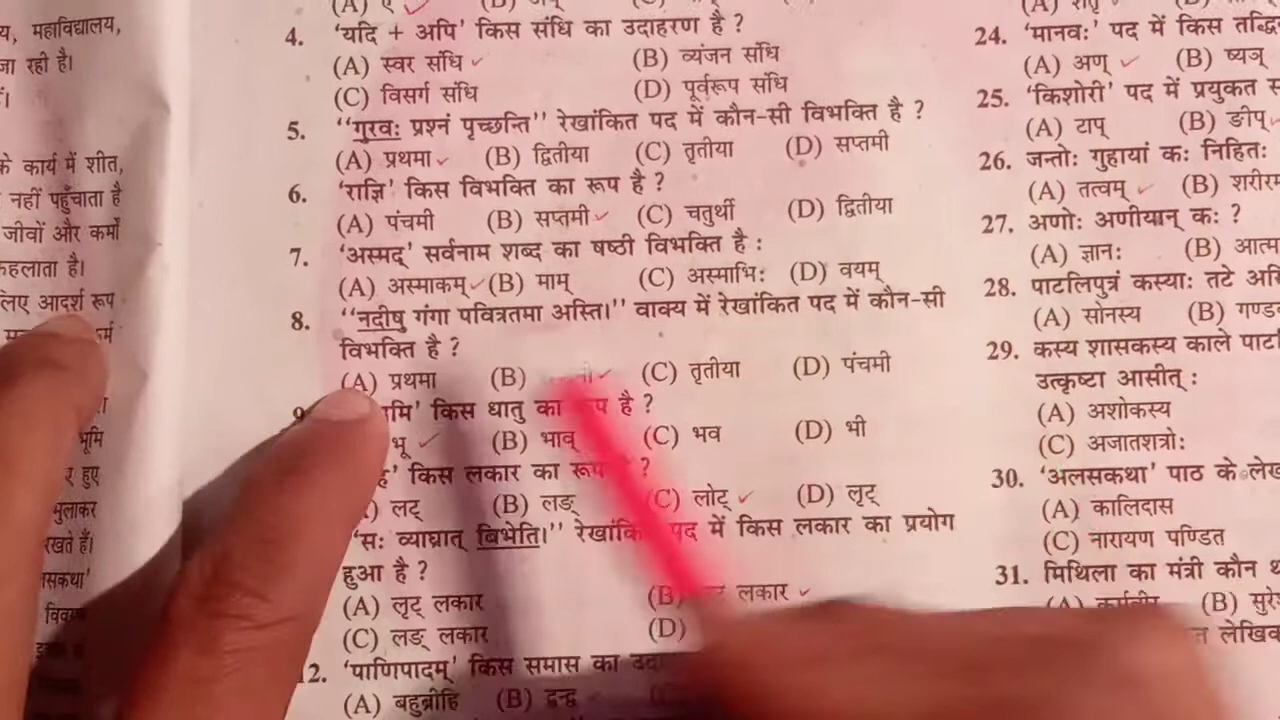 य, महाविद्यालय,
जा रही है।
के कार्य में शीत,
नहीं पहुँचाता है
जीवों और कर्मों
कहलाता है।
लिए आदर्श रूप
भूमि
र हुए
मुलाकर
रखते हैं।
4. 'यदि + अपि' किस संधि का उदाहरण है ?
(A) स्वर संधि (B) व्यंजन संधि
(C) विसर्ग संधि (D) पूर्वरूप संधि
5. ''गुरवः प्रश्नं पृच्छन्ति'' रेखांकित पद में कौन-सी विभक्ति है ?
(A) प्रथमा (B) द्वितीया (C) तृतीया (D) सप्तमी
6. 'राज्ञि' किस विभक्ति का रूप है ?
(A) पंचमी (B) सप्तमी (C) चतुर्थी (D) द्वितीया
7. 'अस्मद्' सर्वनाम शब्द का षष्ठी विभक्ति है :
(A) अस्माकम् (B) माम् (C) अस्माभिः (D) वयम्
8. ''नदीषु गंगा पवित्रतमा अस्ति।'' वाक्य में रेखांकित पद में कौन-सी
विभक्ति है ?
(A) प्रथमा (B) (C) तृतीया (D) पंचमी
किस धातु का रूप है ?
भू (B) भाव् (C) भव (D) भी
किस लकार का रूप ?
लट् (B) लङ् (C) लोट् (D) लृट्
'सः व्याघ्रात् बिभेति।'' रेखांकित पद में किस लकार का प्रयोग
हुआ है ?
(A) लृट् लकार (B) लकार
(C) लङ् लकार (D)
12. 'पाणिपादम्' किस समास का
(A) बहुव्रीहि (B) द्वन्द्व
24. 'मानवः' पद में किस
(A) अण् (B) ष्यञ्
25. 'किशोरी' पद में प्रयुक्त
(A) टाप् (B) ङीप्
26. जन्तोः गुहायां कः निहितः
(A) तत्वम्  (B)
27. अणोः अणीयान् कः ?
(A) ज्ञानः (B)
28. पाटलिपुत्रं कस्याः तटे
(A) सोनस्य (B)
29. कस्य शासकस्य काले
उत्कृष्टा आसीत् :
(A) अशोकस्य
(C) अजातशत्रोः
30. 'अलसकथा' पाठ के
(A) कालिदास
(C) नारायण पण्डित
31. मिथिला का मंत्री कौन
(B)